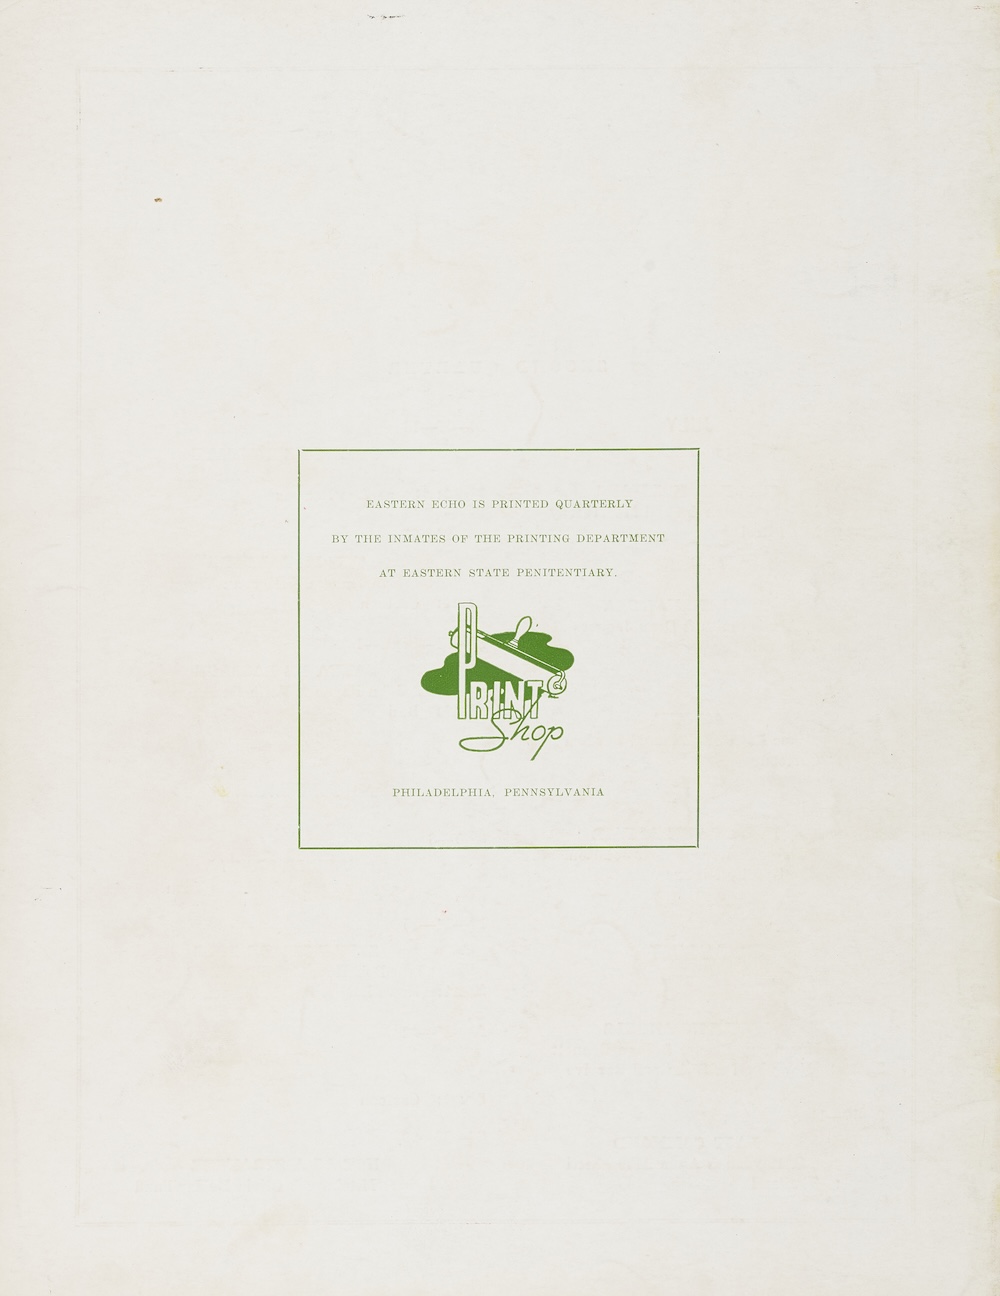 EASTERN ECHO IS PRINTED QUARTERLY
BY THE INMATES OF THE PRINTING DEPARTMENT
AT EASTERN STATE PENITENTIARY.
PRINT
Shop
PHILADELPHIA, PENNSYLVANIA